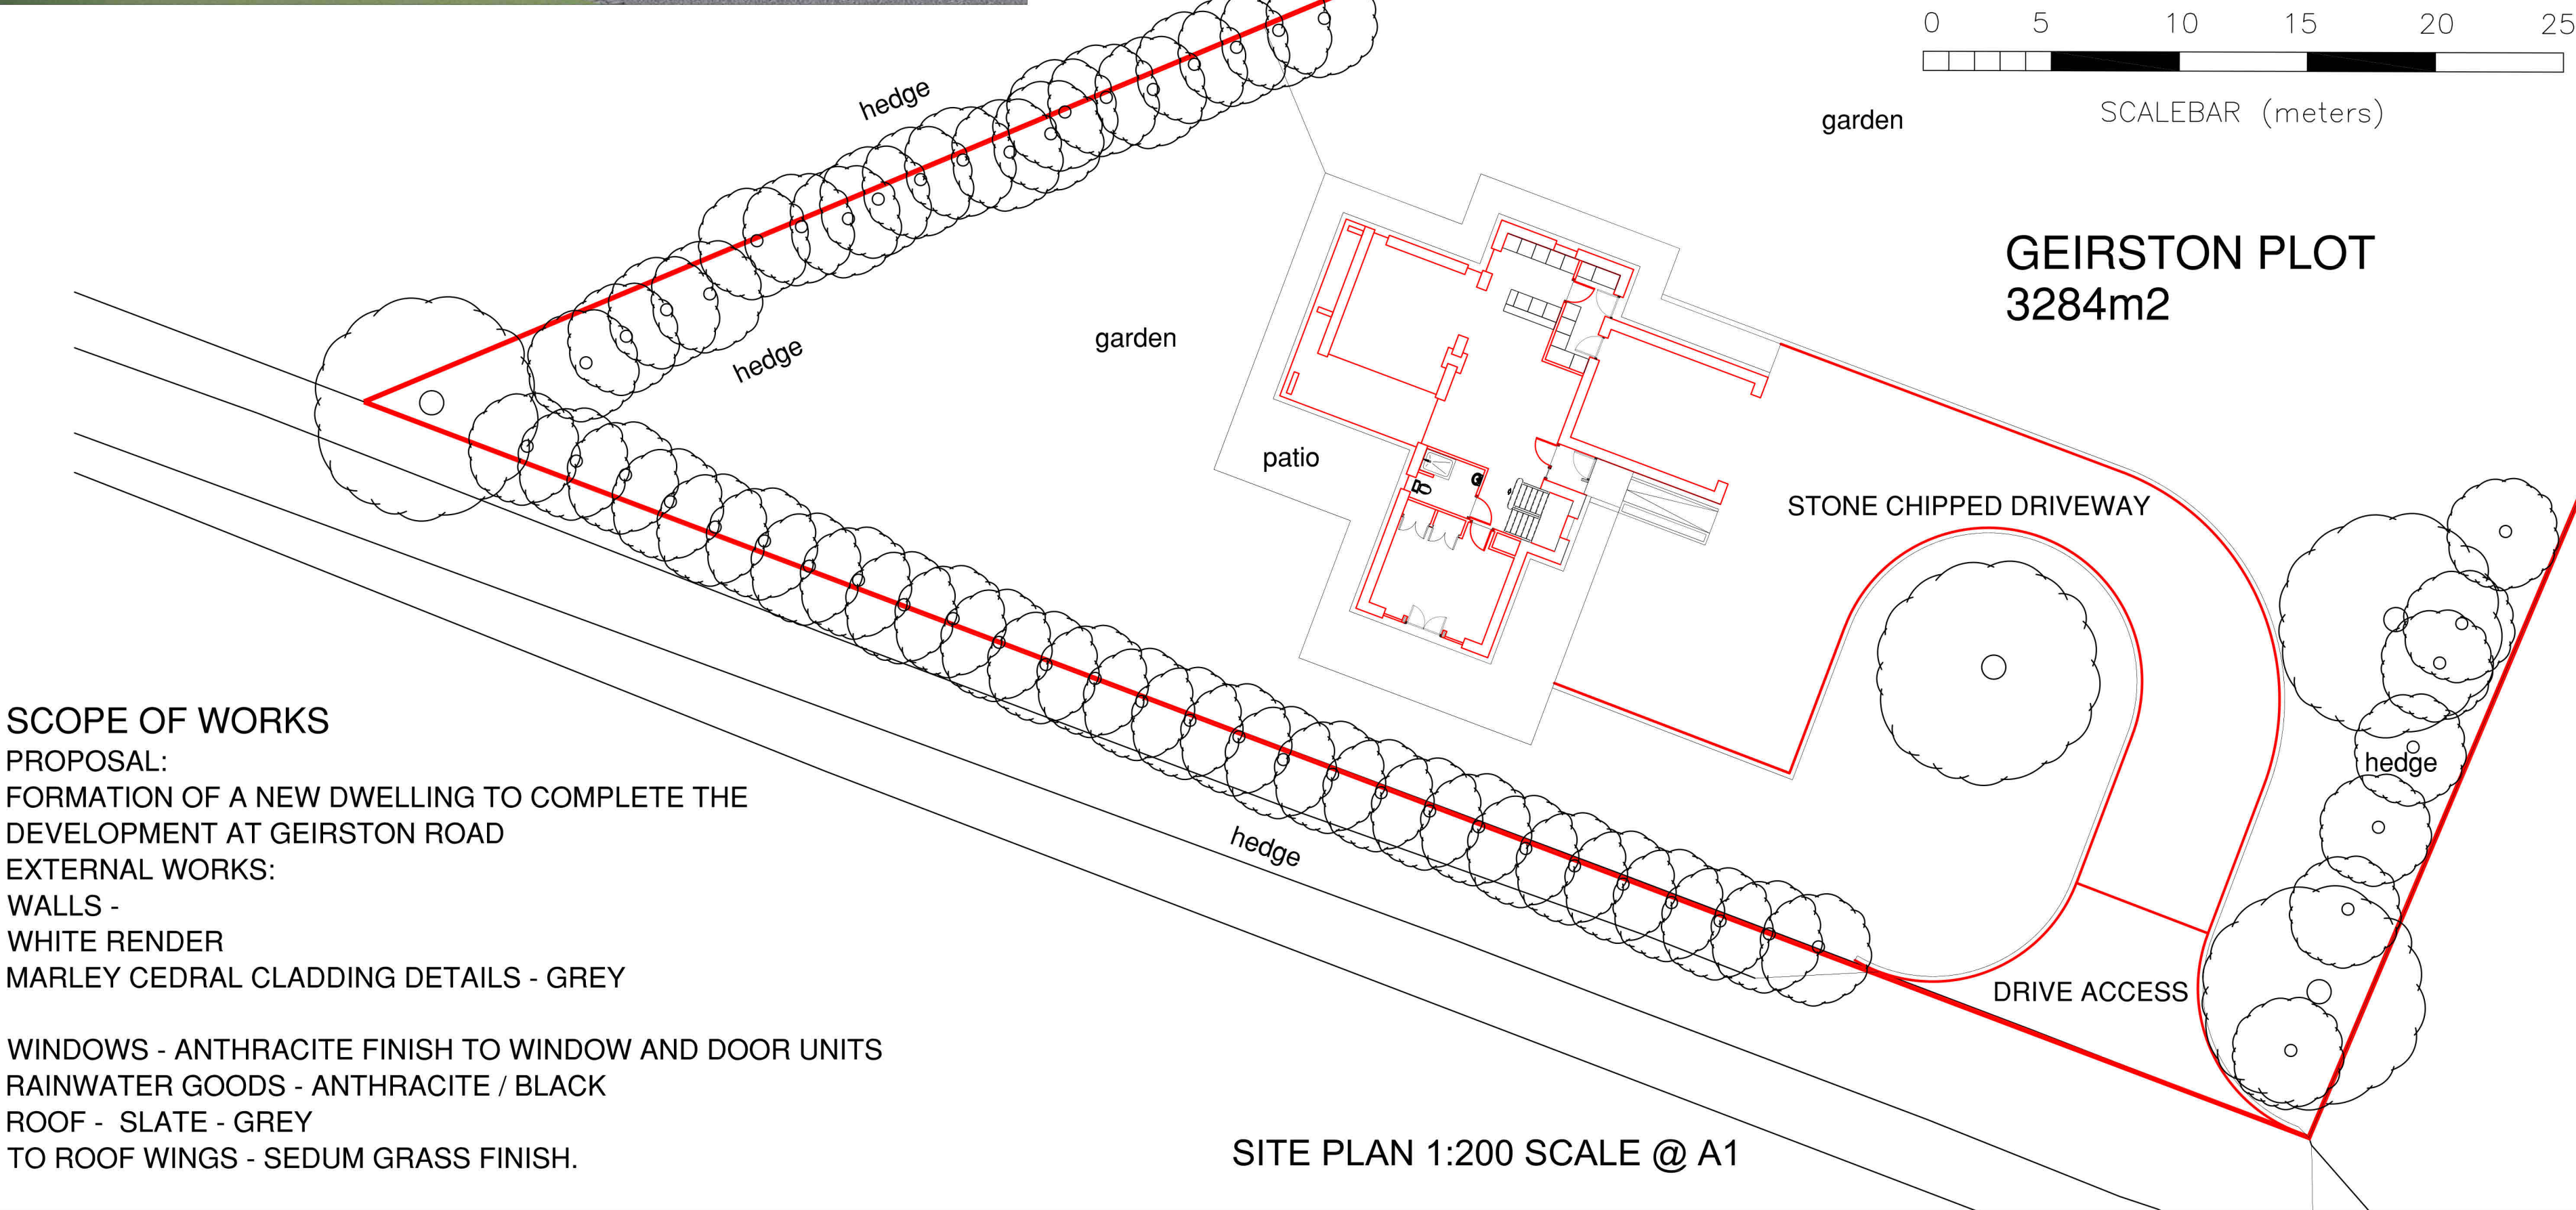 0 5 10 15 20 25
SCALEBAR (meters)
hedge
garden
GEIRSTON PLOT
3284m2
garden
hedge
patio
STONE CHIPPED DRIVEWAY
hedge
hedge
DRIVE ACCESS
SCOPE OF WORKS
PROPOSAL:
FORMATION OF A NEW DWELLING TO COMPLETE THE
DEVELOPMENT AT GEIRSTON ROAD
EXTERNAL WORKS:
WALLS -
WHITE RENDER
MARLEY CEDRAL CLADDING DETAILS - GREY
WINDOWS - ANTHRACITE FINISH TO WINDOW AND DOOR UNITS
RAINWATER GOODS - ANTHRACITE / BLACK
ROOF - SLATE - GREY
TO ROOF WINGS - SEDUM GRASS FINISH.
SITE PLAN 1:200 SCALE @ A1